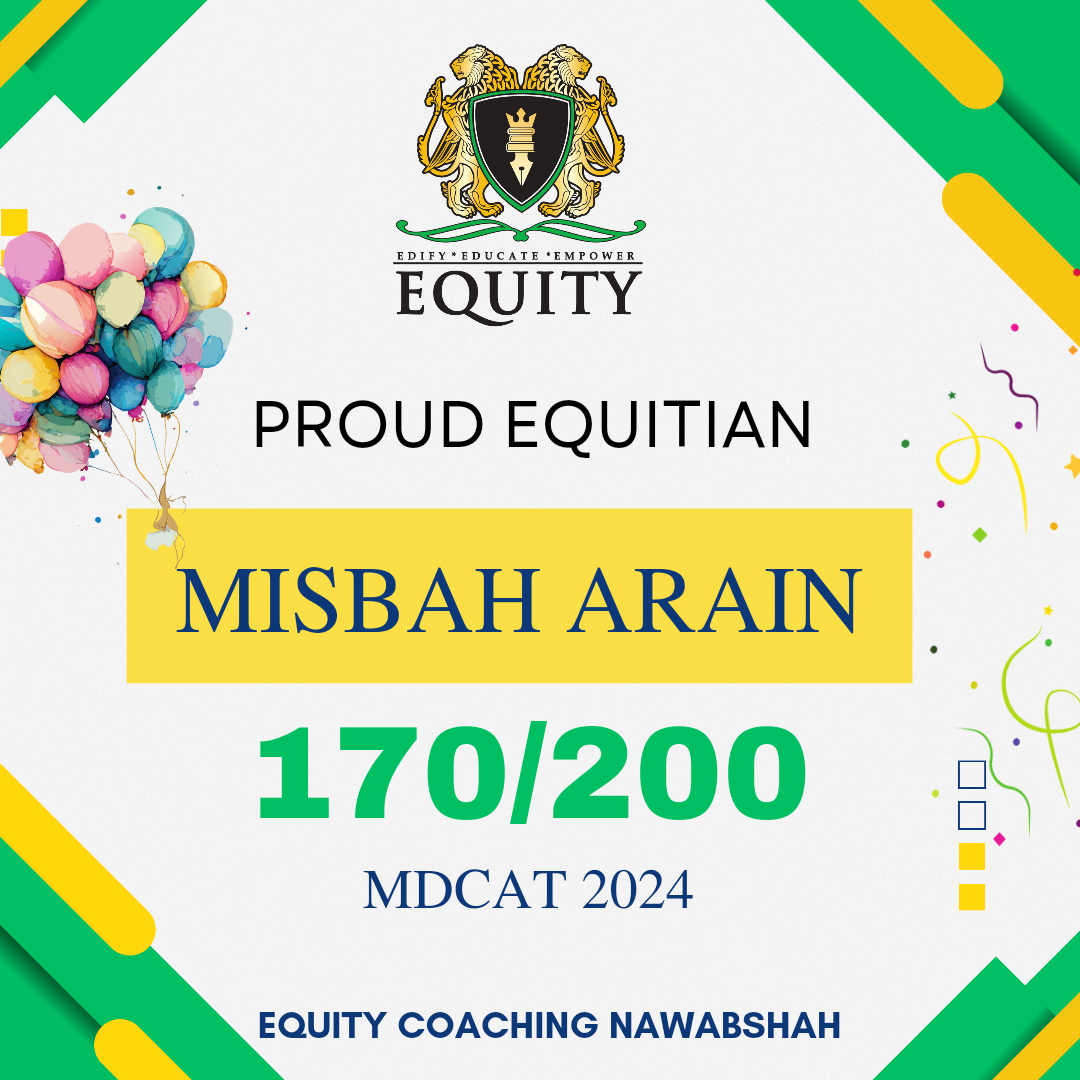 EDIFY * EDUCATE * EMPOWER
EQUITY
PROUD EQUITIAN
MISBAH ARAIN
170/200
MDCAT 2024
EQUITY COACHING NAWABSHAH